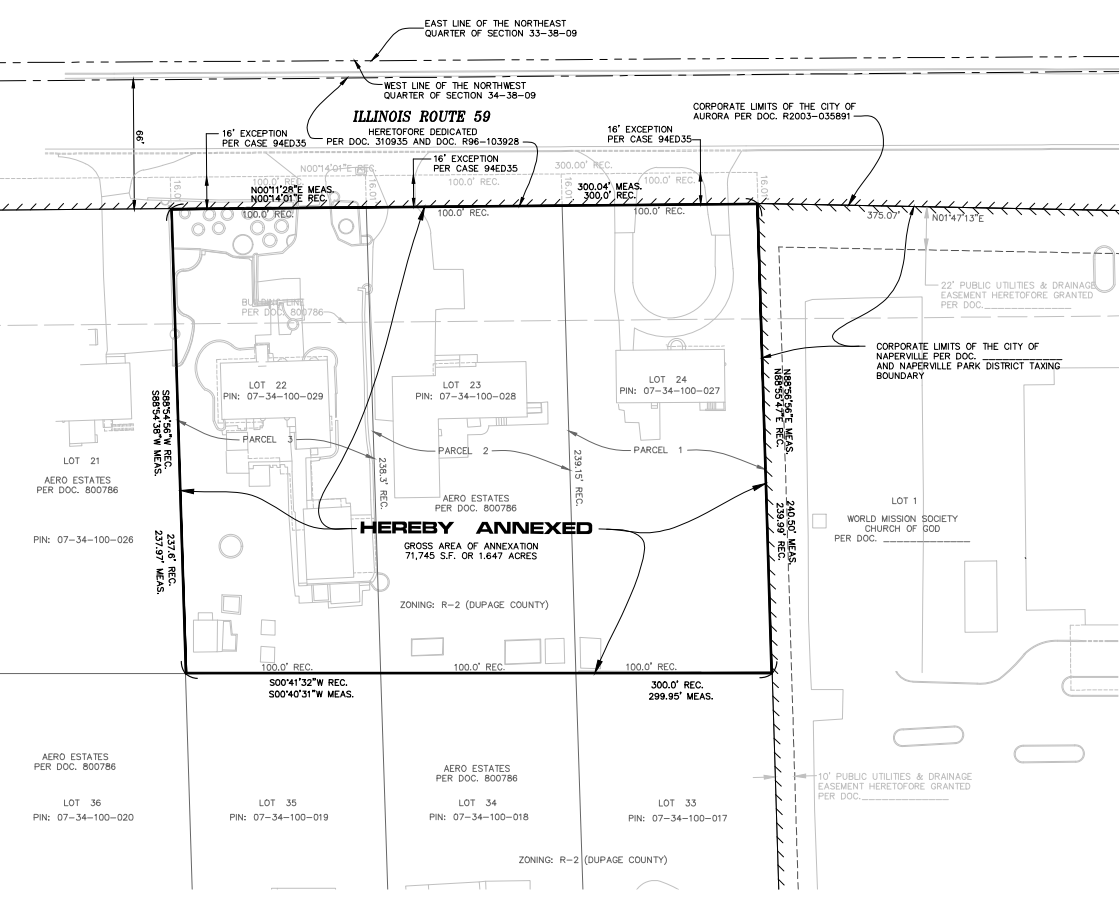 EAST LINE OF THE NORTHEAST
QUARTER OF SECTION 33-38-09
WEST LINE OF THE NORTHWEST
QUARTER OF SECTION 34-38-09
ILLINOIS ROUTE 59
HERETOFORE DEDICATED
PER DOC. 310935 AND DOC. R96-103928
CORPORATE LIMITS OF THE CITY OF
AURORA PER DOC. R2003-035891
66'
16' EXCEPTION
PER CASE 94ED35
16' EXCEPTION
PER CASE 94ED35
16' EXCEPTION
PER CASE 94ED35
N00°14'01"E REC.
300.00' REC.
100.0' REC.
100.0' REC.
100.0' REC.
16.01'
16.01'
16.01'
16.01'
N00°11'28"E MEAS.
N00°14'01"E REC.
300.04' MEAS.
300.0' REC.
100.0' REC.
100.0' REC.
100.0' REC.
375.07'
N01°47'13"E
22' PUBLIC UTILITIES & DRAINAGE
EASEMENT HERETOFORE GRANTED
PER DOC.
BUILDING LINE
PER DOC. 800786
CORPORATE LIMITS OF THE CITY OF
NAPERVILLE PER DOC.
AND NAPERVILLE PARK DISTRICT TAXING
BOUNDARY
LOT 22
PIN: 07-34-100-029
LOT 23
PIN: 07-34-100-028
LOT 24
PIN: 07-34-100-027
S88°54'56"W REC.
S88°54'38"W MEAS.
N88°56'56"E MEAS.
N88°55'47"E REC.
PARCEL 3
PARCEL 2
PARCEL 1
LOT 21
AERO ESTATES
PER DOC. 800786
PIN: 07-34-100-026
238.3' REC.
239.15' REC.
AERO ESTATES
PER DOC. 800786
HEREBY ANNEXED
GROSS AREA OF ANNEXATION
71,745 S.F. OR 1.647 ACRES
237.6' REC.
237.97' MEAS.
240.50' MEAS.
239.99' REC.
LOT 1
WORLD MISSION SOCIETY
CHURCH OF GOD
PER DOC.
ZONING: R-2 (DUPAGE COUNTY)
100.0' REC.
100.0' REC.
100.0' REC.
S00°41'32"W REC.
S00°40'31"W MEAS.
300.0' REC.
299.95' MEAS.
AERO ESTATES
PER DOC. 800786
AERO ESTATES
PER DOC. 800786
10' PUBLIC UTILITIES & DRAINAGE
EASEMENT HERETOFORE GRANTED
PER DOC.
LOT 36
PIN: 07-34-100-020
LOT 35
PIN: 07-34-100-019
LOT 34
PIN: 07-34-100-018
LOT 33
PIN: 07-34-100-017
ZONING: R-2 (DUPAGE COUNTY)